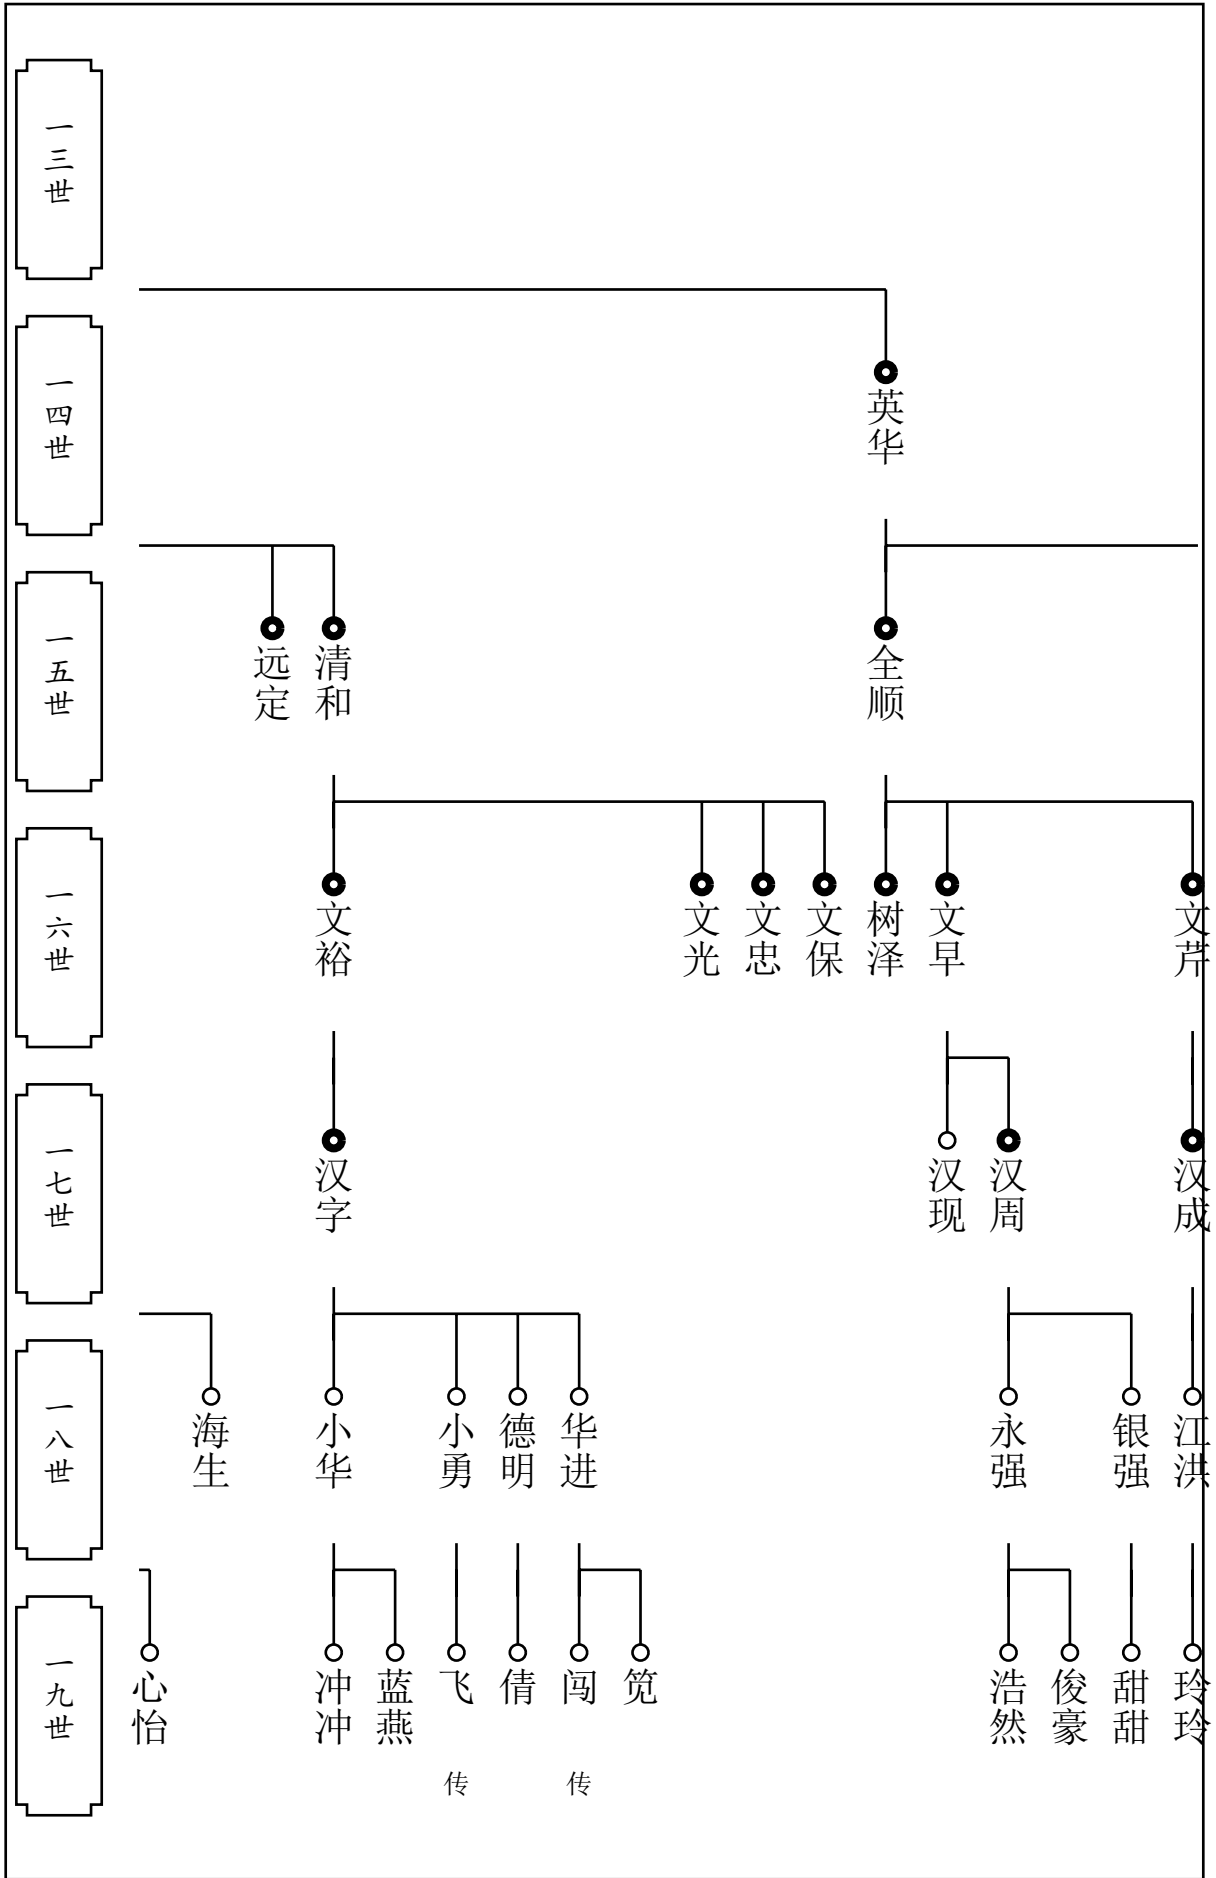 一三世
一四世
英华
一五世
远定
清和
全顺
一六世
文裕
文光
文忠
文保
树泽
文早
文芹
一七世
汉字
汉现
汉周
汉成
一八世
海生
小华
小勇
德明
华进
永强
银强
江洪
一九世
心怡
冲冲
蓝燕
飞
倩
闯
笕
浩然
俊豪
甜甜
玲玲
传
传